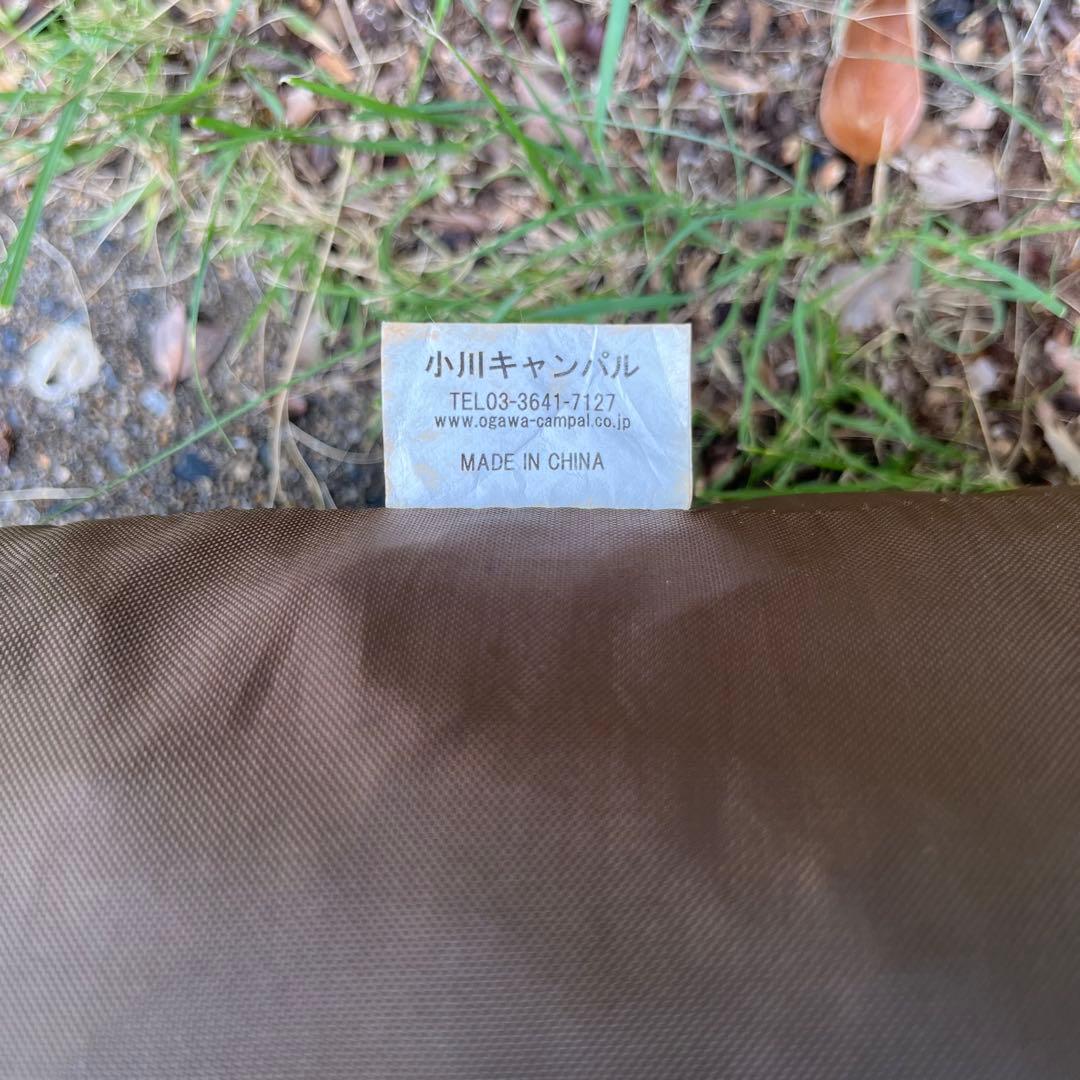 小川キャンパル
TEL03-3641-7127
www.ogawa-campal.co.jp
MADE IN CHINA